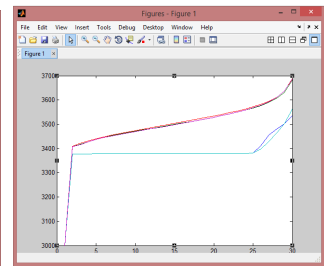 Figures - Figure 1
File Edit View Insert Tools Debug Desktop Window Help
Figure 1
3700
3600
3500
3400
3300
3200
3100
3000
0 5 10 15 20 25 30